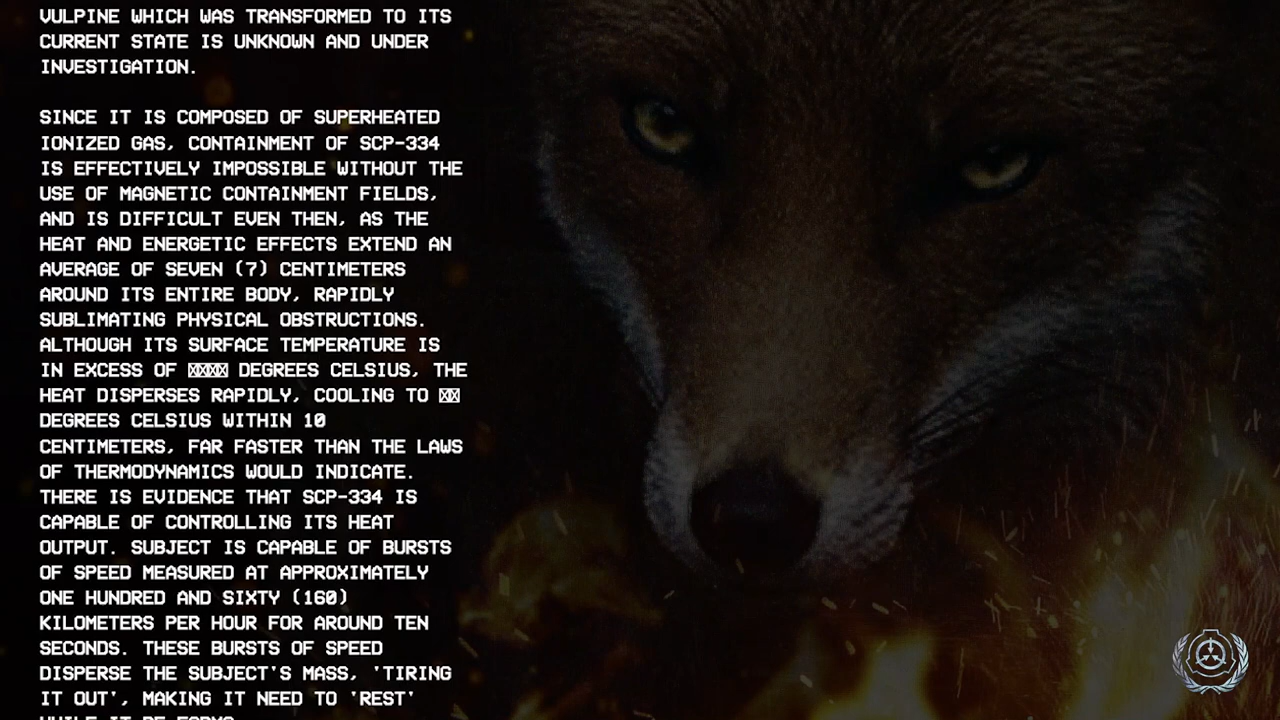 VULPINE WHICH WAS TRANSFORMED TO ITS
CURRENT STATE IS UNKNOWN AND UNDER
INVESTIGATION.
SINCE IT IS COMPOSED OF SUPERHEATED
IONIZED GAS, CONTAINMENT OF SCP-334
IS EFFECTIVELY IMPOSSIBLE WITHOUT THE
USE OF MAGNETIC CONTAINMENT FIELDS,
AND IS DIFFICULT EVEN THEN, AS THE
HEAT AND ENERGETIC EFFECTS EXTEND AN
AVERAGE OF SEVEN (7) CENTIMETERS
AROUND ITS ENTIRE BODY, RAPIDLY
SUBLIMATING PHYSICAL OBSTRUCTIONS.
ALTHOUGH ITS SURFACE TEMPERATURE IS
IN EXCESS OF ☒☒☒☒ DEGREES CELSIUS, THE
HEAT DISPERSES RAPIDLY, COOLING TO ☒☒
DEGREES CELSIUS WITHIN 10
CENTIMETERS, FAR FASTER THAN THE LAWS
OF THERMODYNAMICS WOULD INDICATE.
THERE IS EVIDENCE THAT SCP-334 IS
CAPABLE OF CONTROLLING ITS HEAT
OUTPUT. SUBJECT IS CAPABLE OF BURSTS
OF SPEED MEASURED AT APPROXIMATELY
ONE HUNDRED AND SIXTY (160)
KILOMETERS PER HOUR FOR AROUND TEN
SECONDS. THESE BURSTS OF SPEED
DISPERSE THE SUBJECT'S MASS, 'TIRING
IT OUT', MAKING IT NEED TO 'REST'